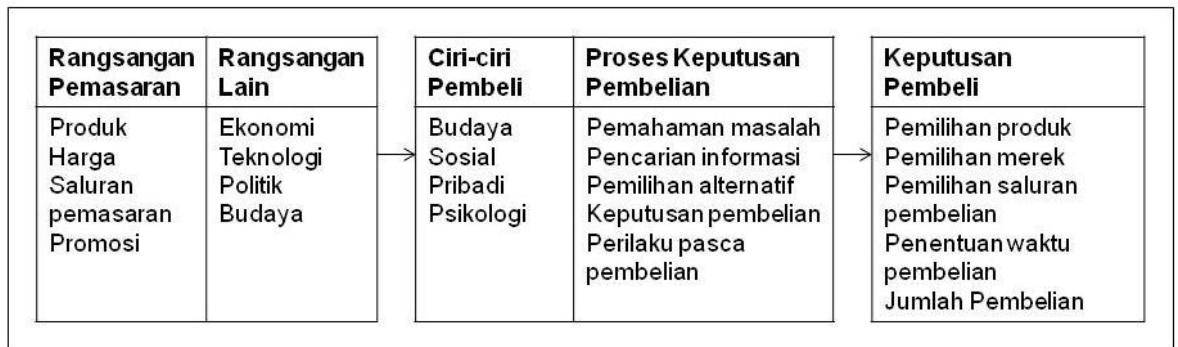 Rangsangan
Pemasaran
Produk
Harga
Saluran
pemasaran
Promosi
Rangsangan
Lain
Ekonomi
Teknologi
Politik
Budaya
Ciri-ciri
Pembeli
Budaya
Sosial
Pribadi
Psikologi
Proses Keputusan
Pembelian
Pemahaman masalah
Pencarian informasi
Pemilihan alternatif
Keputusan pembelian
Perilaku pasca
pembelian
Keputusan
Pembeli
Pemilihan produk
Pemilihan merek
Pemilihan saluran
pembelian
Penentuan waktu
pembelian
Jumlah Pembelian